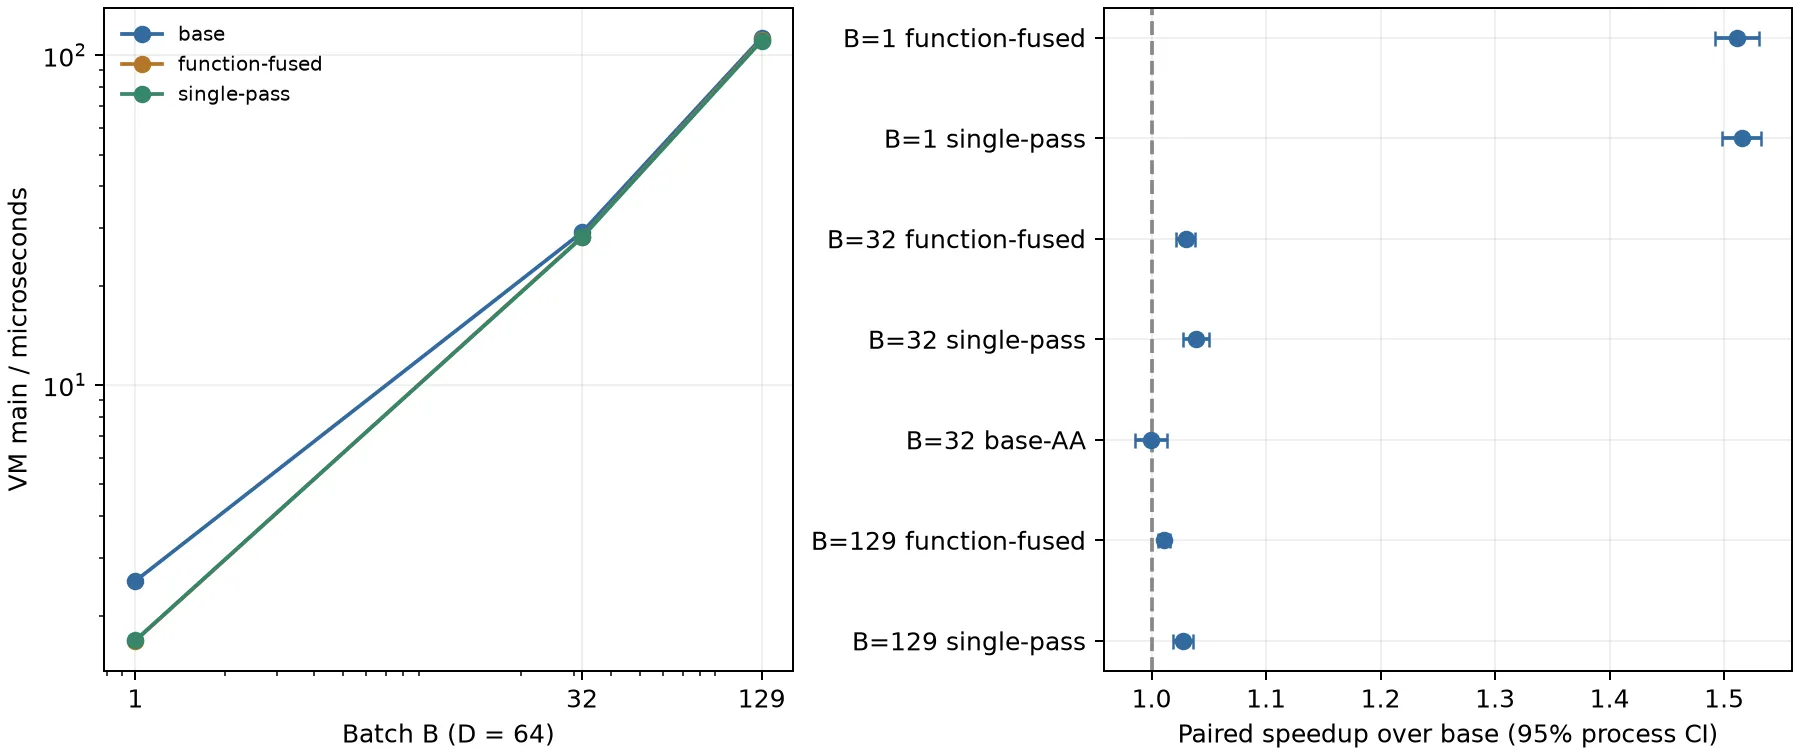 base
function-fused
single-pass
10²
10¹
VM main / microseconds
1
32
129
Batch B (D = 64)
B=1 function-fused
B=1 single-pass
B=32 function-fused
B=32 single-pass
B=32 base-AA
B=129 function-fused
B=129 single-pass
1.0
1.1
1.2
1.3
1.4
1.5
Paired speedup over base (95% process CI)